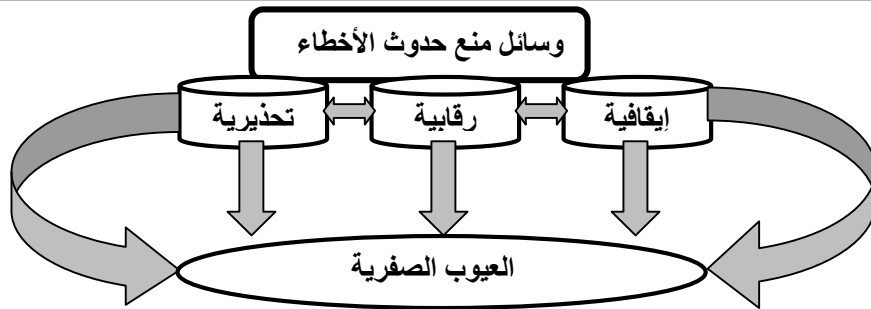 وسائل منع حدوث الأخطاء
إيقافية
رقابية
تحذيرية
العيوب الصفرية